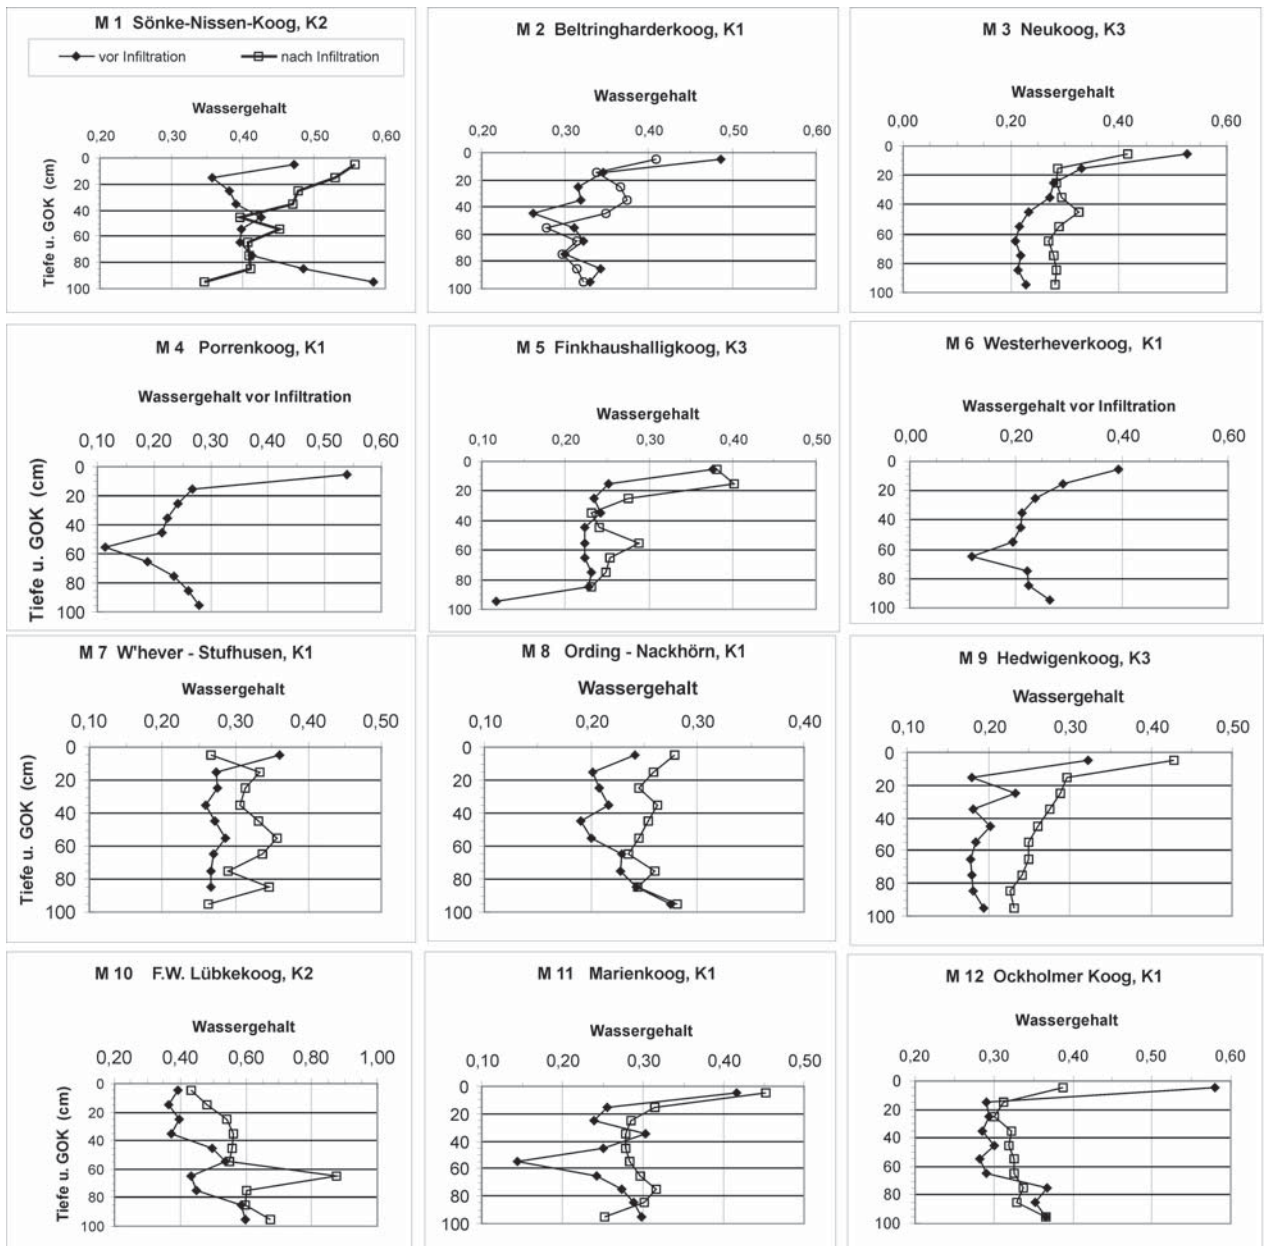 M 1 Sönke-Nissen-Koog, K2
vor Infiltration nach Infiltration
Wassergehalt
0,20 0,30 0,40 0,50 0,60
Tiefe u. GOK (cm)
0
20
40
60
80
100
M 2 Beltringharderkoog, K1
Wassergehalt
0,20 0,30 0,40 0,50 0,60
0
20
40
60
80
100
M 3 Neukoog, K3
Wassergehalt
0,00 0,20 0,40 0,60
0
20
40
60
80
100
M 4 Porrenkoog, K1
Wassergehalt vor Infiltration
0,10 0,20 0,30 0,40 0,50 0,60
Tiefe u. GOK (cm)
0
20
40
60
80
100
M 5 Finkhaushalligkoog, K3
Wassergehalt
0,10 0,20 0,30 0,40 0,50
0
20
40
60
80
100
M 6 Westerheverkoog, K1
Wassergehalt vor Infiltration
0,00 0,20 0,40 0,60
0
20
40
60
80
100
M 7 W'hever - Stufhusen, K1
Wassergehalt
0,10 0,20 0,30 0,40 0,50
Tiefe u. GOK (cm)
0
20
40
60
80
100
M 8 Ording - Nackhörn, K1
Wassergehalt
0,10 0,20 0,30 0,40
0
20
40
60
80
100
M 9 Hedwigenkoog, K3
Wassergehalt
0,10 0,20 0,30 0,40 0,50
0
20
40
60
80
100
M 10 F.W. Lübkekoog, K2
Wassergehalt
0,20 0,40 0,60 0,80 1,00
Tiefe u. GOK (cm)
0
20
40
60
80
100
M 11 Marienkoog, K1
Wassergehalt
0,10 0,20 0,30 0,40 0,50
0
20
40
60
80
100
M 12 Ockholmer Koog, K1
Wassergehalt
0,20 0,30 0,40 0,50 0,60
0
20
40
60
80
100